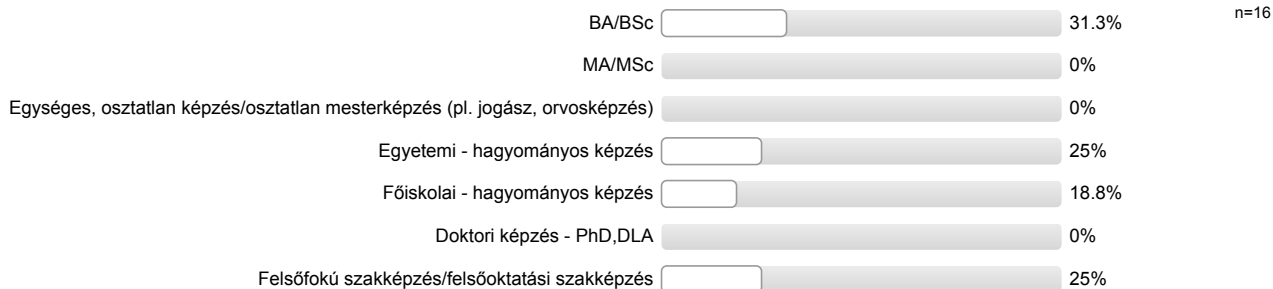 BA/BSc 31.3% n=16
MA/MSc 0%
Egységes, osztatlan képzés/osztatlan mesterképzés (pl. jogász, orvosképzés) 0%
Egyetemi - hagyományos képzés 25%
Főiskolai - hagyományos képzés 18.8%
Doktori képzés - PhD,DLA 0%
Felsőfokú szakképzés/felsőoktatási szakképzés 25%